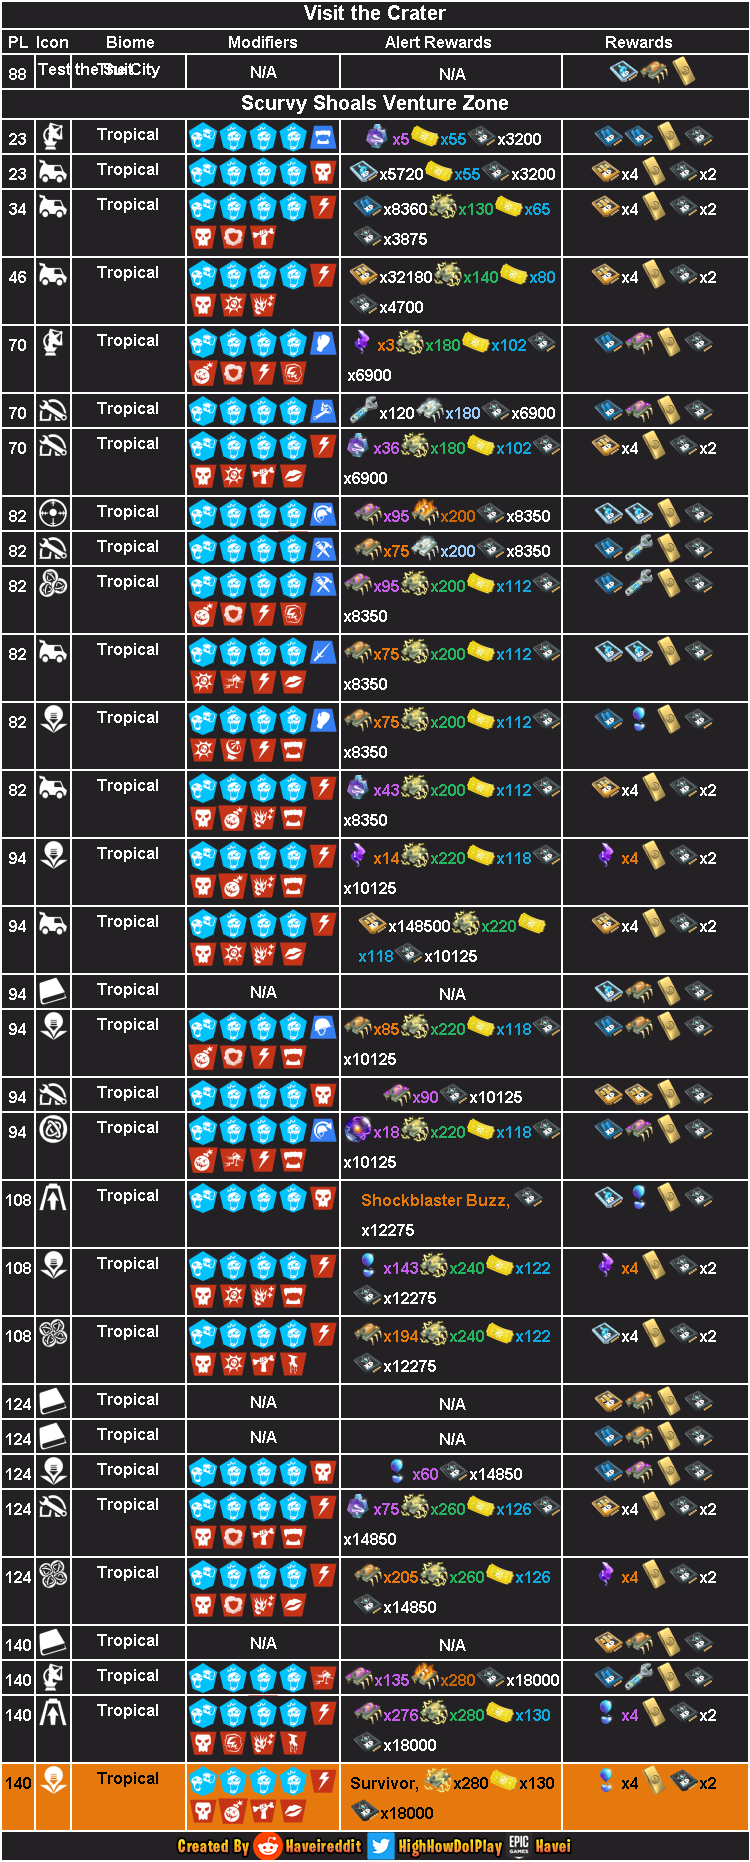 Visit the Crater
PL Icon Biome Modifiers Alert Rewards Rewards
88 Test the Suit The City N/A N/A
Scurvy Shoals Venture Zone
23 Tropical x5 x55 x3200
23 Tropical x5720 x55 x3200 x4 x2
34 Tropical x8360 x130 x65 x4 x2
x3875
46 Tropical x32180 x140 x80 x4 x2
x4700
70 Tropical x3 x180 x102
x6900
70 Tropical x120 x180 x6900
70 Tropical x36 x180 x102 x4 x2
x6900
82 Tropical x95 x200 x8350
82 Tropical x75 x200 x8350
82 Tropical x95 x200 x112
x8350
82 Tropical x75 x200 x112
x8350
82 Tropical x75 x200 x112
x8350
82 Tropical x43 x200 x112 x4 x2
x8350
94 Tropical x14 x220 x118 x4 x2
x10125
94 Tropical x148500 x220 x4 x2
x118 x10125
94 Tropical N/A N/A
94 Tropical x85 x220 x118
x10125
94 Tropical x90 x10125
94 Tropical x18 x220 x118
x10125
108 Tropical Shockblaster Buzz,
x12275
108 Tropical x143 x240 x122 x4 x2
x12275
108 Tropical x194 x240 x122 x4 x2
x12275
124 Tropical N/A N/A
124 Tropical N/A N/A
124 Tropical x60 x14850
124 Tropical x75 x260 x126 x4 x2
x14850
124 Tropical x205 x260 x126 x4 x2
x14850
140 Tropical N/A N/A
140 Tropical x135 x280 x18000
140 Tropical x276 x280 x130 x4 x2
x18000
140 Tropical Survivor, x280 x130 x4 x2
x18000
Created By Haveireddit HighHowDoIPlay EPIC GAMES Havei